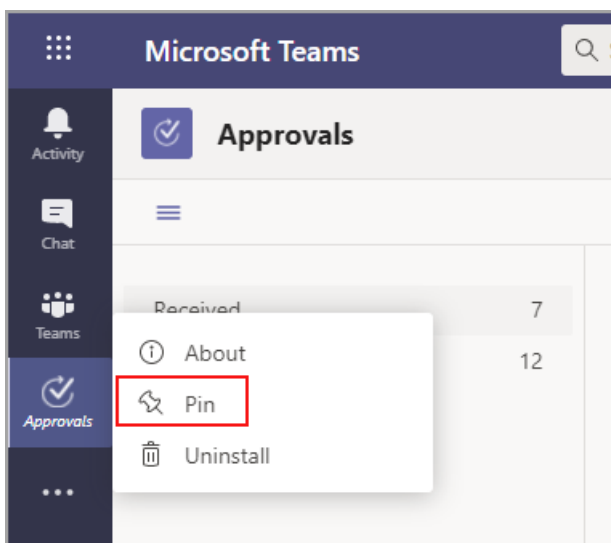 Microsoft Teams
Activity
Approvals
Chat
Teams
Received 7
12
About
Pin
Uninstall
Approvals